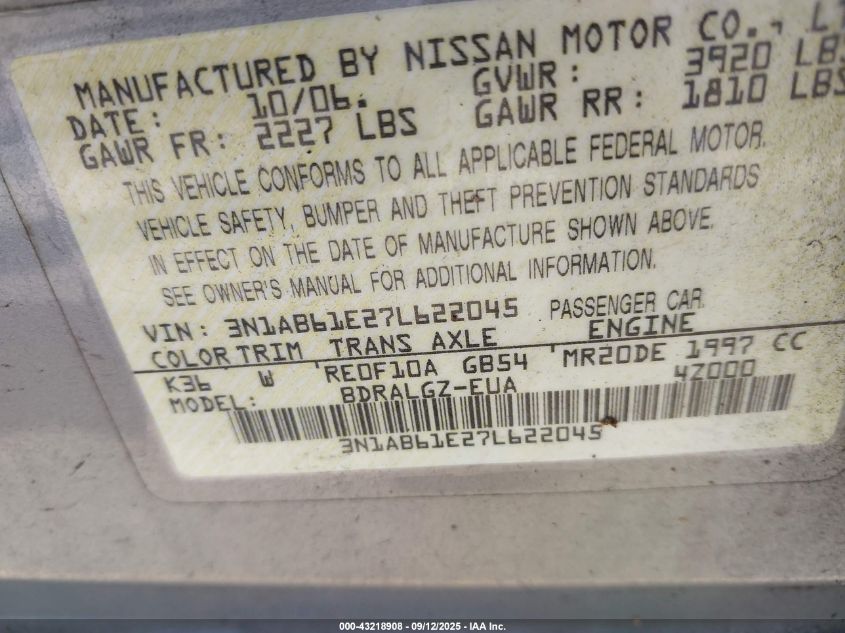 MANUFACTURED BY NISSAN MOTOR CO.,
DATE: 10/06. GVWR: 3920 LBS
GAWR FR: 2227 LBS GAWR RR: 1810 LBS
THIS VEHICLE CONFORMS TO ALL APPLICABLE FEDERAL MOTOR
VEHICLE SAFETY, BUMPER AND THEFT PREVENTION STANDARDS
IN EFFECT ON THE DATE OF MANUFACTURE SHOWN ABOVE.
SEE OWNER'S MANUAL FOR ADDITIONAL INFORMATION.
VIN: 3N1AB61E27L622045 PASSENGER CAR
COLOR TRIM TRANS AXLE ENGINE
K36 W RE0F10A GB54 MR20DE 1997 CC
MODEL: BDRALGZ-EUA 4Z000
3N1AB61E27L622045
000-43218908 - 09/12/2025 - IAA Inc.